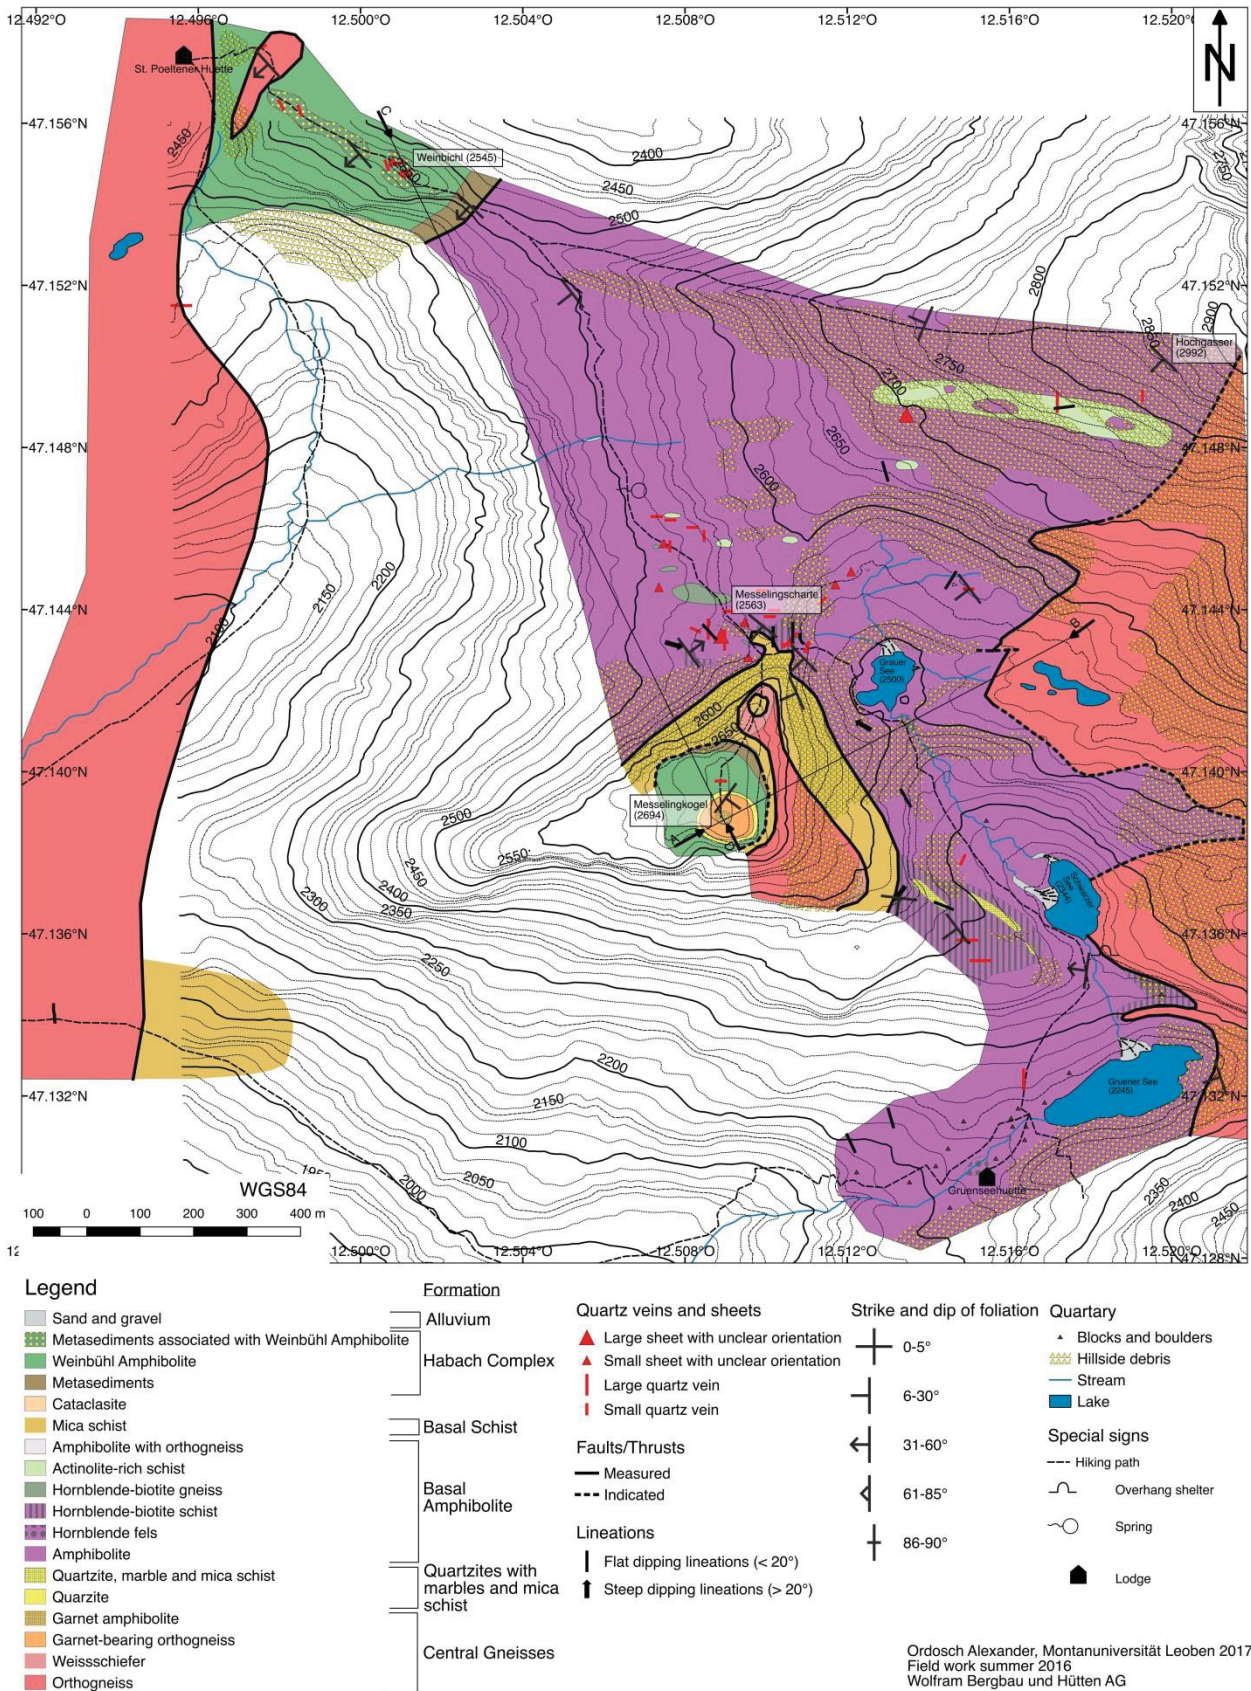 12.492°O
12.496°O
12.500°O
12.504°O
12.508°O
12.512°O
12.516°O
12.520°O
N
St. Poeltener Huette
47.156°N
47.156°N
2450
C
2400
2750
Weinbichl (2545)
2500
2450
2500
47.152°N
47.152°N
2800
2900
2850
Hochgasser
(2992)
2750
2700
47.148°N
47.148°N
2650
2600
2200
2150
2100
Messelingscharte
(2563)
47.144°N
47.144°N
B
Grauer
See
(2500)
2600
2650
47.140°N
47.140°N
Messelingkogel
(2694)
2500
A
2550
2450
2400
2350
2300
Schwarzer
See
(2344)
47.136°N
47.136°N
2250
2200
47.132°N
47.132°N
Gruener See
(2245)
2150
2100
2050
2000
Gruenseehuette
2350
2400
2450
WGS84
100 0 100 200 300 400 m
12.500°O
12.504°O
12.508°O
12.512°O
12.516°O
12.520°O
47.128°N
Legend
Formation
Sand and gravel
Alluvium
Metasediments associated with Weinbühl Amphibolite
Weinbühl Amphibolite
Habach Complex
Metasediments
Cataclasite
Mica schist
Basal Schist
Amphibolite with orthogneiss
Actinolite-rich schist
Hornblende-biotite gneiss
Basal
Amphibolite
Hornblende-biotite schist
Hornblende fels
Amphibolite
Quartzite, marble and mica schist
Quartzites with
marbles and mica
schist
Quarzite
Garnet amphibolite
Garnet-bearing orthogneiss
Central Gneisses
Weissschiefer
Orthogneiss
Quartz veins and sheets
Large sheet with unclear orientation
Small sheet with unclear orientation
Large quartz vein
Small quartz vein
Faults/Thrusts
Measured
Indicated
Lineations
Flat dipping lineations (< 20°)
Steep dipping lineations (> 20°)
Strike and dip of foliation
0-5°
6-30°
31-60°
61-85°
86-90°
Quartary
Blocks and boulders
Hillside debris
Stream
Lake
Special signs
Hiking path
Overhang shelter
Spring
Lodge
Ordosch Alexander, Montanuniversität Leoben 2017
Field work summer 2016
Wolfram Bergbau und Hütten AG